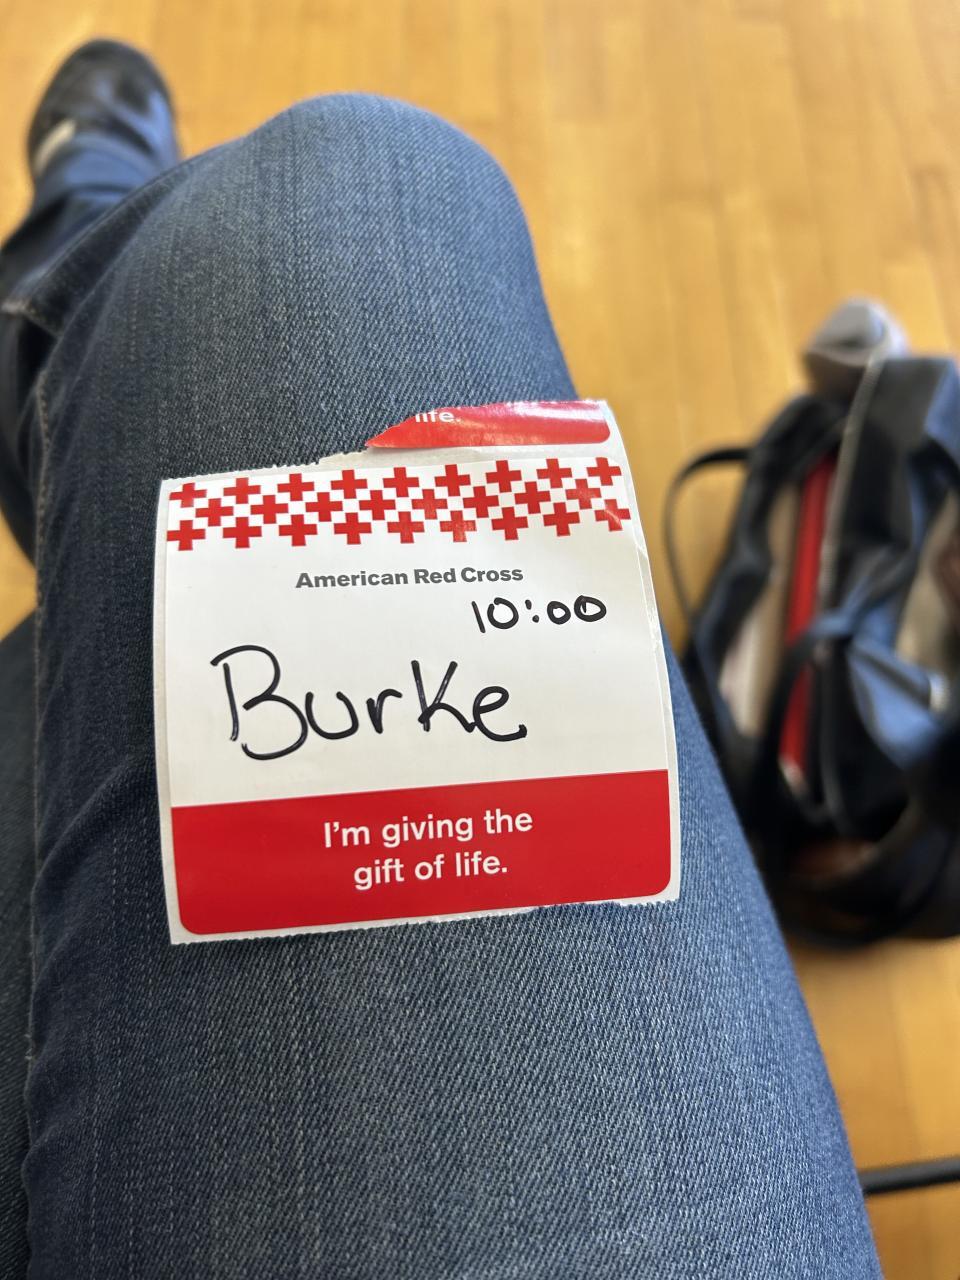 life.
American Red Cross
10:00
Burke
I'm giving the
gift of life.